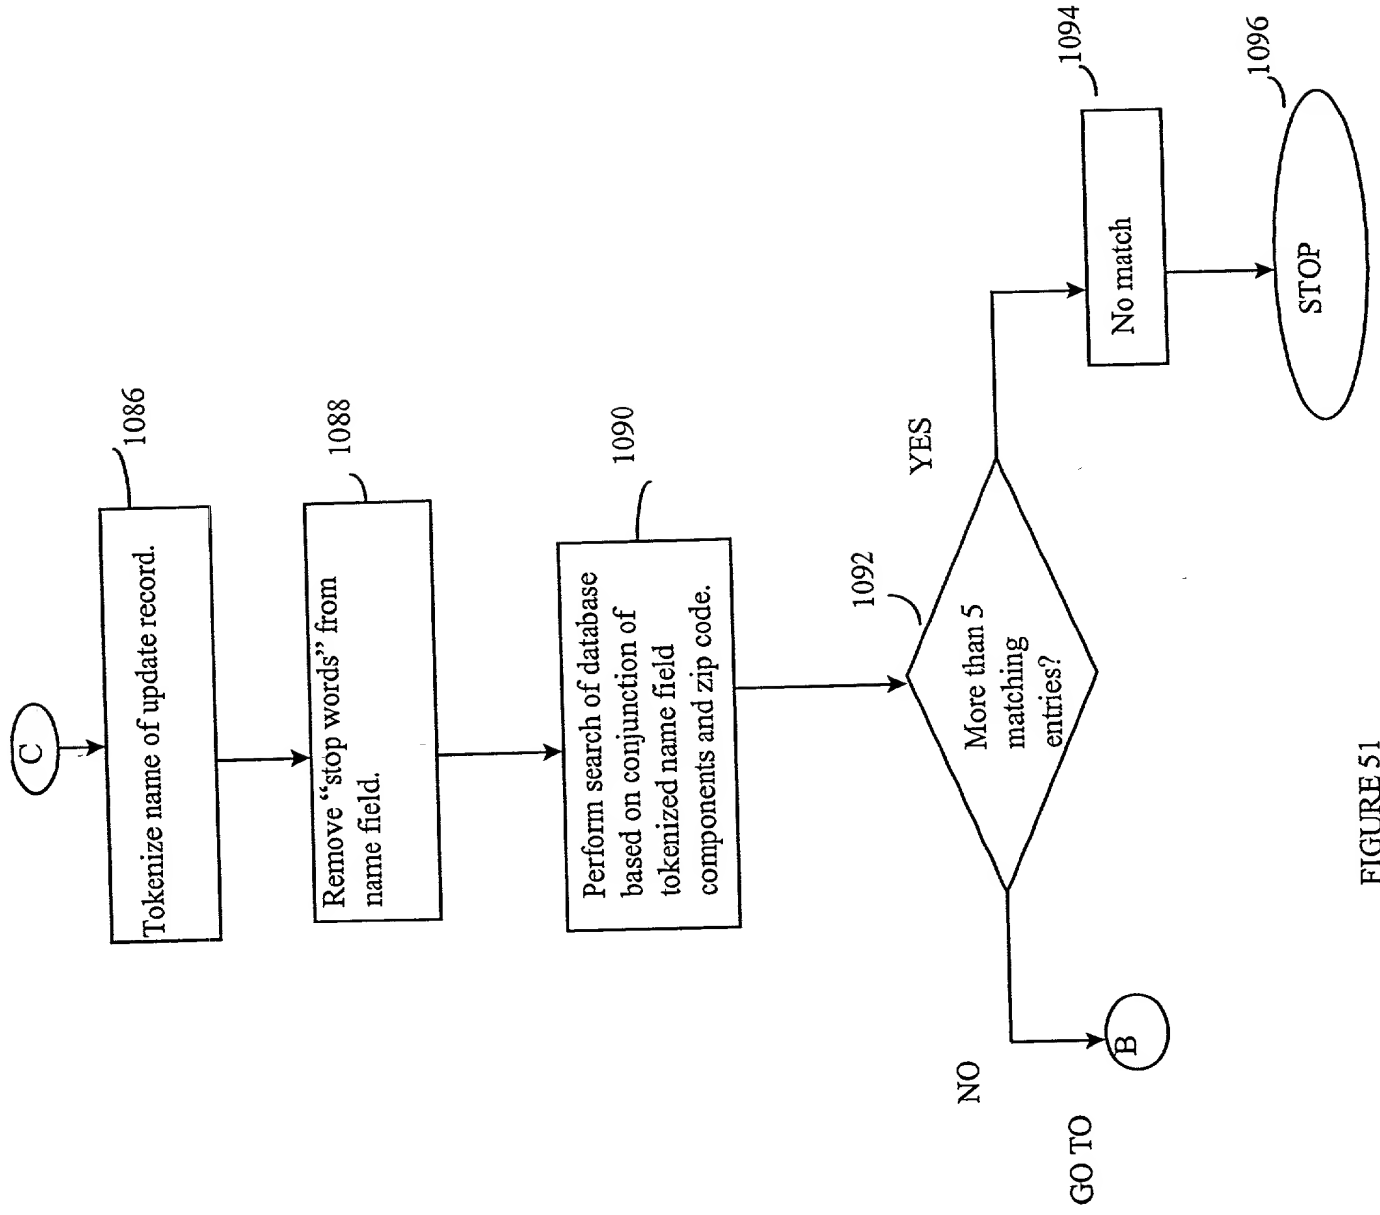 C
1086
Tokenize name of update record.
1088
Remove “stop words” from
name field.
1090
Perform search of database
based on conjunction of
tokenized name field
components and zip code.
1092
More than 5
matching
entries?
YES
1094
No match
1096
STOP
NO
GO TO
B
FIGURE 51